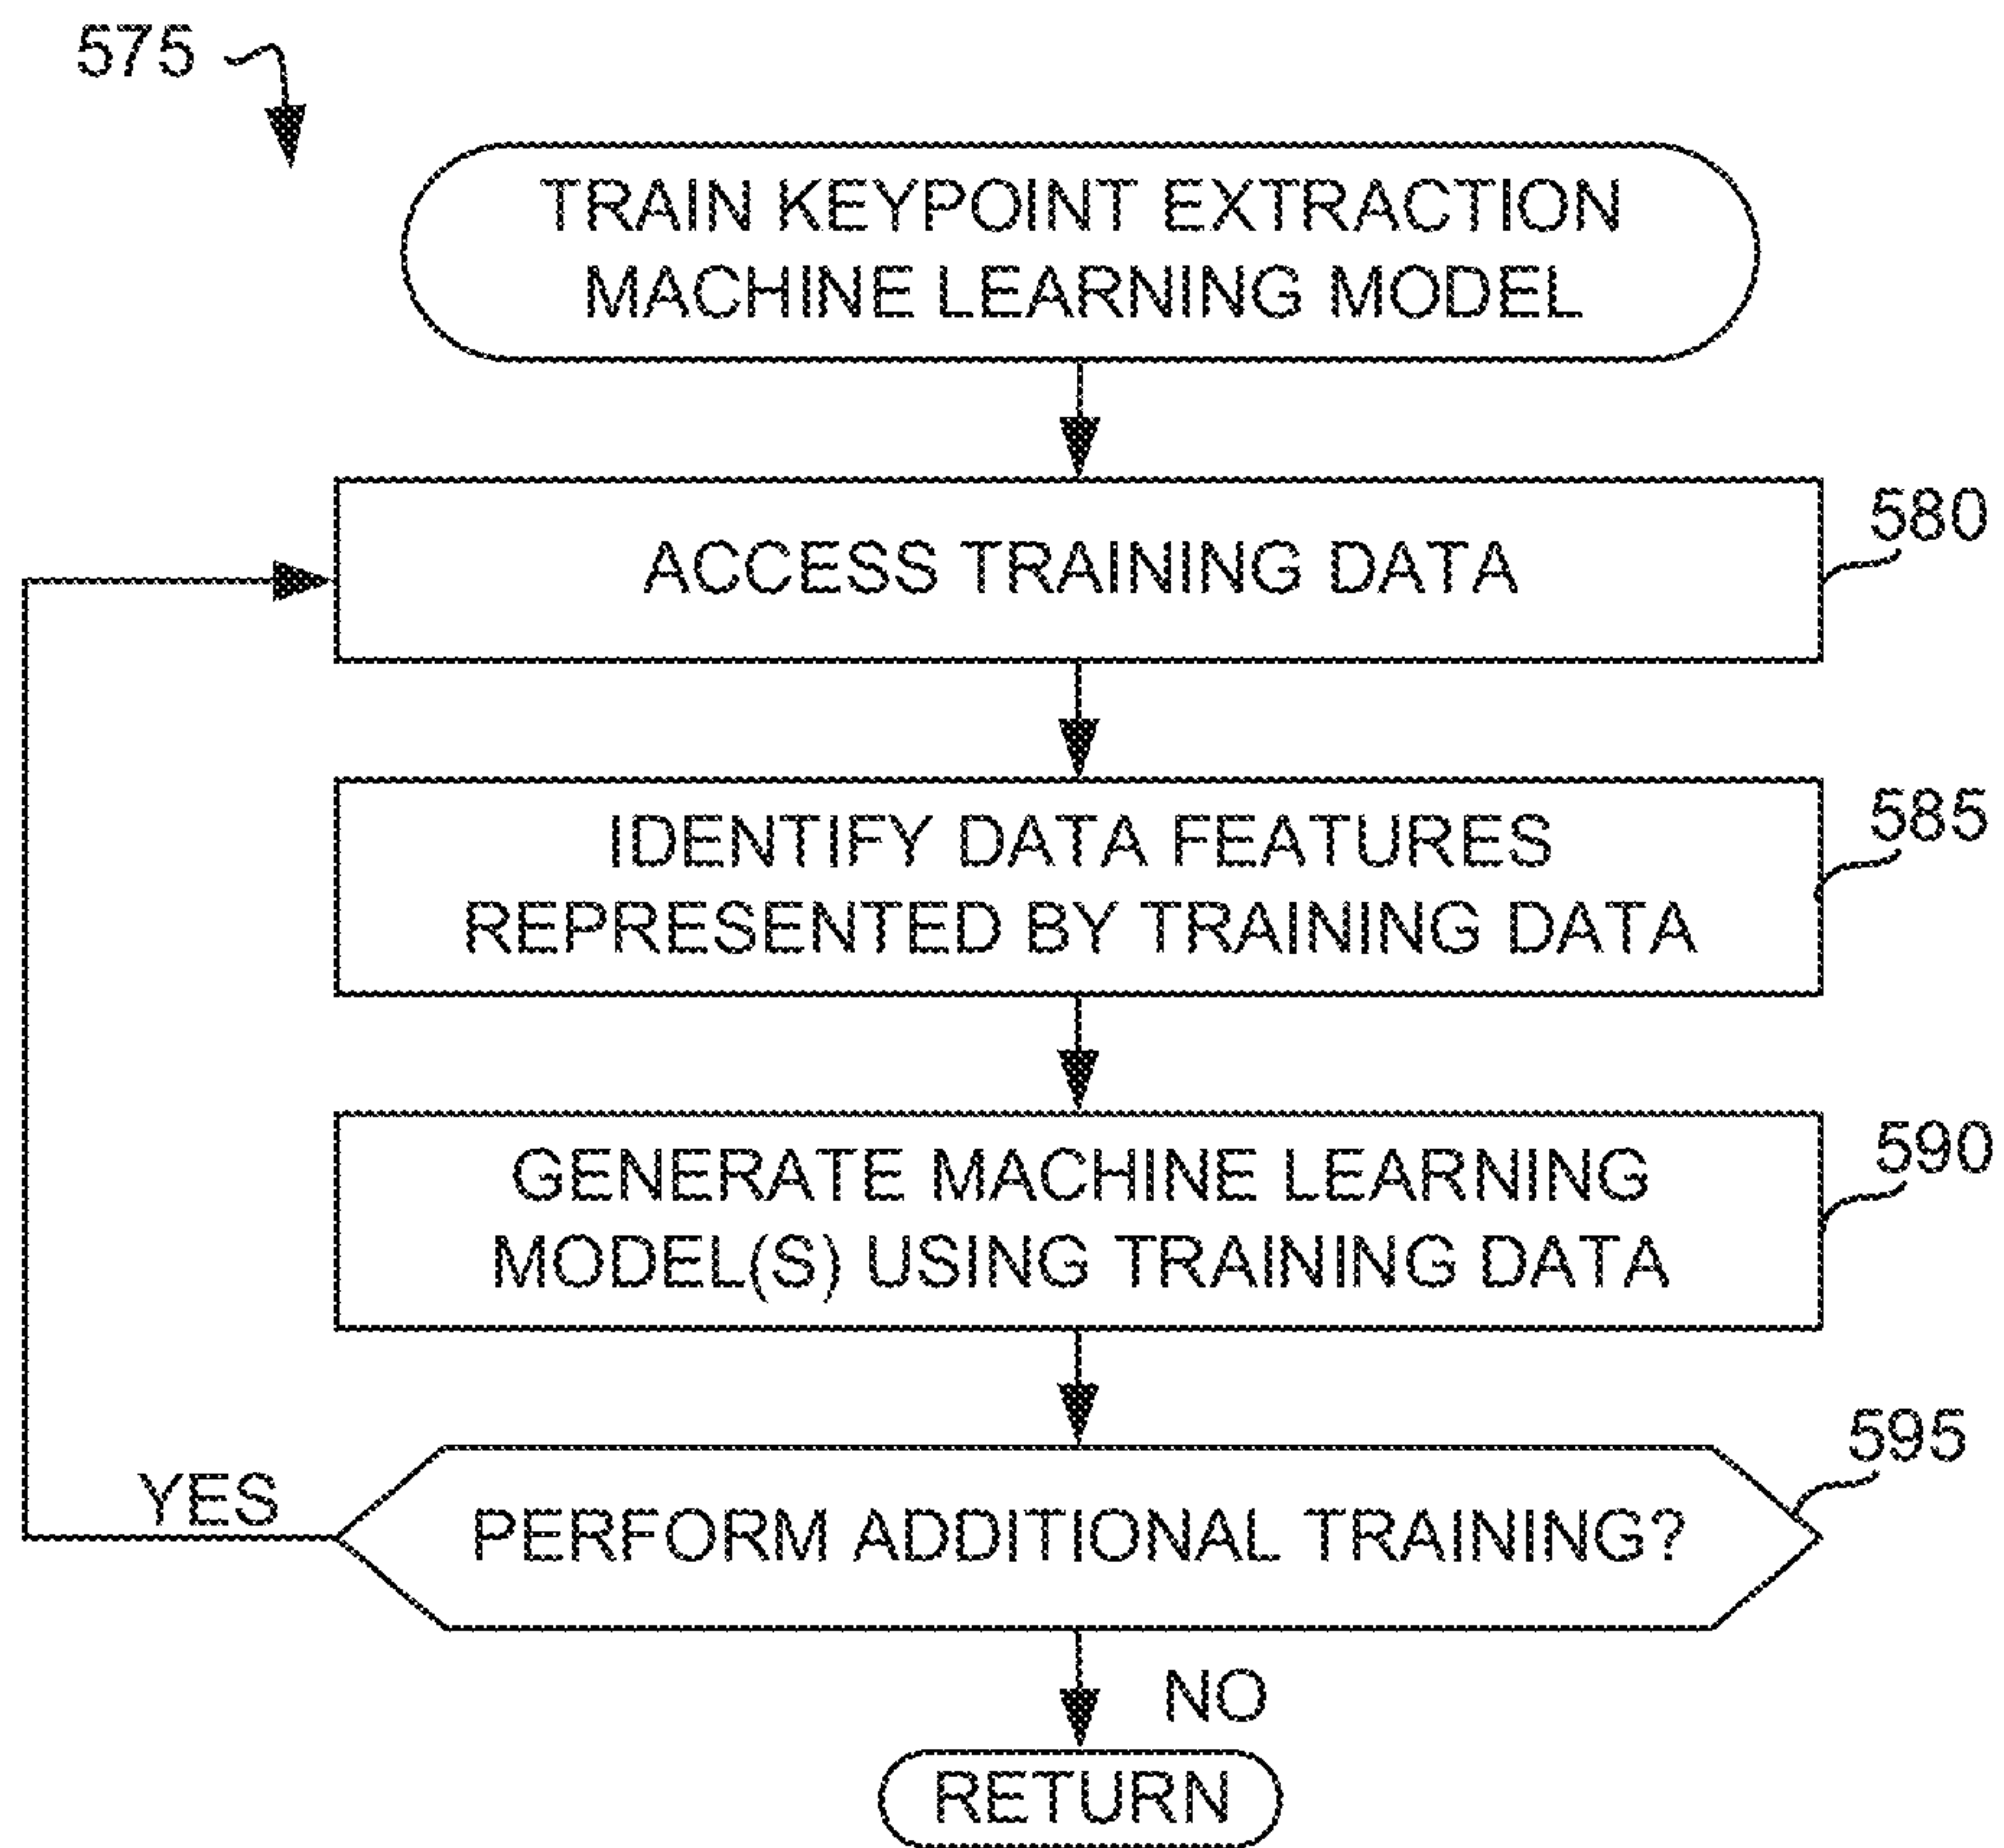 575
TRAIN KEYPOINT EXTRACTION
MACHINE LEARNING MODEL
580
ACCESS TRAINING DATA
585
IDENTIFY DATA FEATURES
REPRESENTED BY TRAINING DATA
590
GENERATE MACHINE LEARNING
MODEL(S) USING TRAINING DATA
595
YES
PERFORM ADDITIONAL TRAINING?
NO
RETURN